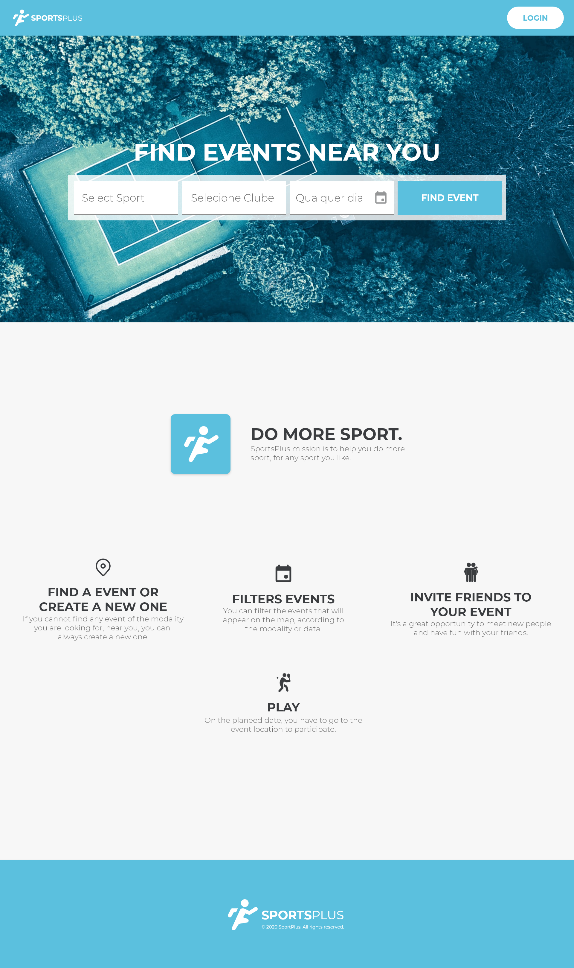 SPORTSPLUS
LOGIN
FIND EVENTS NEAR YOU
Select Sport
Selecione Clube
Qualquer dia
FIND EVENT
DO MORE SPORT.
SportsPlus mission is to help you do more
sport, for any sport you like.
FIND A EVENT OR
CREATE A NEW ONE
If you cannot find any event of the modality
you are looking for, near you, you can
always create a new one.
FILTERS EVENTS
You can filter the events that will
appear on the map, according to
the modality or data.
INVITE FRIENDS TO
YOUR EVENT
It's a great opportunity to meet new people
and have fun with your friends.
PLAY
On the planeed date, you have to go to the
event location to participate.
SPORTSPLUS
© 2020 SportPlus. All rights reserved.